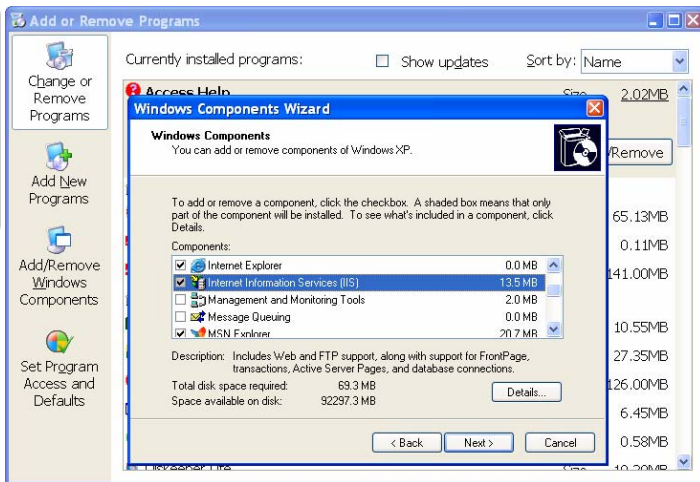 Add or Remove Programs
Change or
Remove
Programs
Add New
Programs
Add/Remove
Windows
Components
Set Program
Access and
Defaults
Currently installed programs:
Show updates
Sort by: Name
Access Help
Size 2.02MB
/Remove
65.13MB
0.11MB
141.00MB
10.55MB
27.35MB
126.00MB
6.45MB
0.58MB
Diskeeper Lite
Size 19.20MB
Windows Components Wizard
Windows Components
You can add or remove components of Windows XP.
To add or remove a component, click the checkbox. A shaded box means that only
part of the component will be installed. To see what's included in a component, click
Details.
Components:
Internet Explorer 0.0 MB
Internet Information Services (IIS) 13.5 MB
Management and Monitoring Tools 2.0 MB
Message Queuing 0.0 MB
MSN Explorer 20.7 MB
Description: Includes Web and FTP support, along with support for FrontPage,
transactions, Active Server Pages, and database connections.
Total disk space required: 69.3 MB
Space available on disk: 92297.3 MB
Details...
< Back
Next >
Cancel